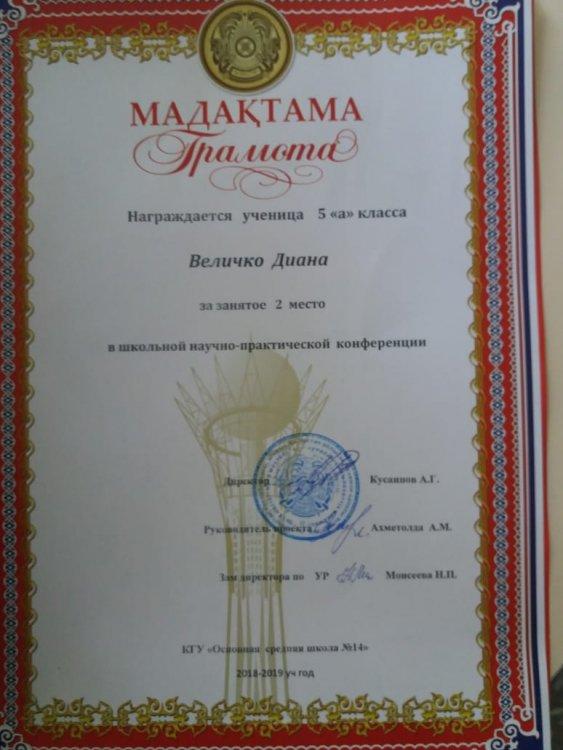 МАДАҚТАМА
Грамота
Награждается ученица 5 «а» класса
Величко Диана
за занятое 2 место
в школьной научно-практической конференции
Директор Кусаинов А.Г.
Руководитель проекта Ахметолда А.М.
Зам директора по УР Моисеева Н.П.
КГУ «Основная средняя школа №14»
2018-2019 уч год